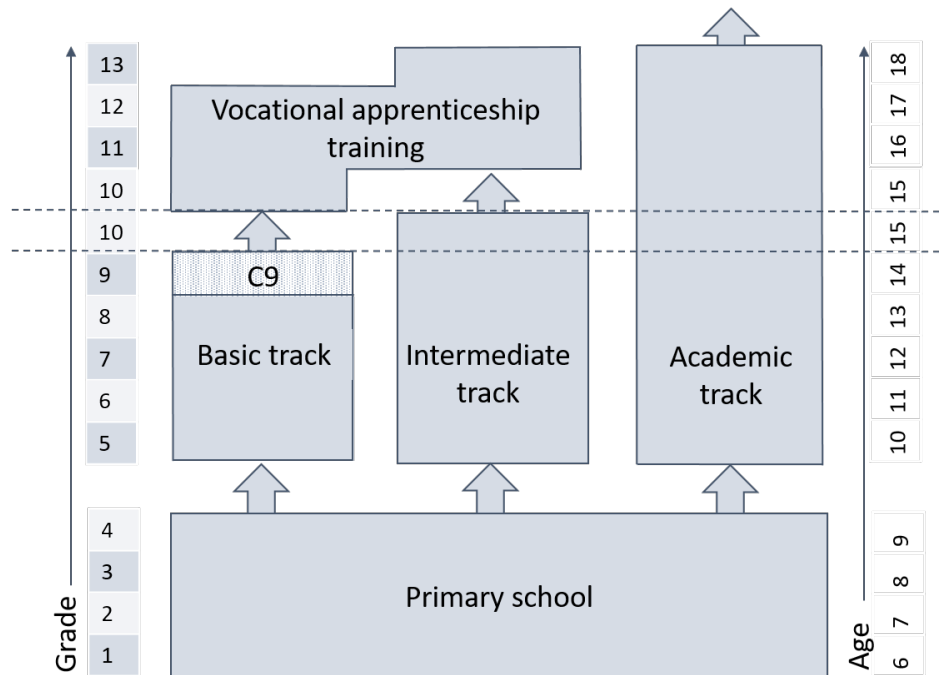 13
12
11
10
10
9
8
7
6
5
4
3
2
1
Grade
Vocational apprenticeship
training
C9
Basic track
Intermediate
track
Academic
track
Primary school
18
17
16
15
15
14
13
12
11
10
9
8
7
6
Age